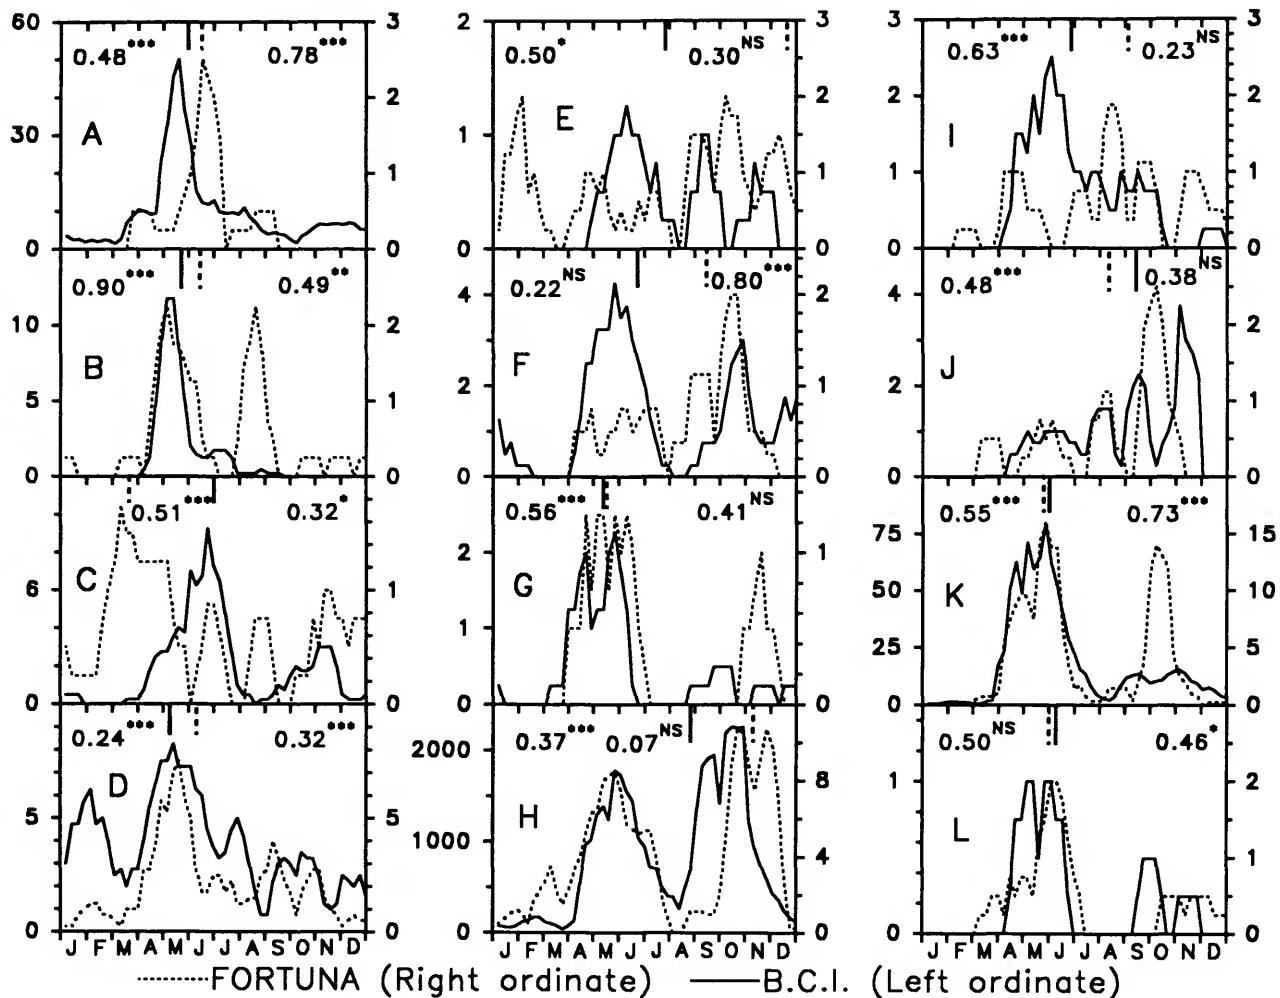 60 3 2 3 3 3
0.48*** 0.78*** 0.50* 0.30NS 0.63*** 0.23NS
2 2 2 2
30 A 1 E 1 I
1 1 1
0 0 0 0 0 0
0.90*** 0.49** 0.22NS 0.80*** 0.48*** 0.38NS
10 2 4 2 4 2
B F J
5 1 2 1 2 1
0 0 0 0 0 0
0.51*** 0.32* 0.56*** 0.41NS 0.55*** 0.73***
75 15
6 C 1 2 G 1 50 K 10
1 25 5
0 0 0 0 0 0
0.24*** 0.32*** 0.37*** 0.07NS 0.50NS 0.46*
2000 8 1 2
5 D 5 H L
1000 4 1
0 0 0 0 0 0
J F M A M J J A S O N D J F M A M J J A S O N D J F M A M J J A S O N D
FORTUNA (Right ordinate) B.C.I. (Left ordinate)